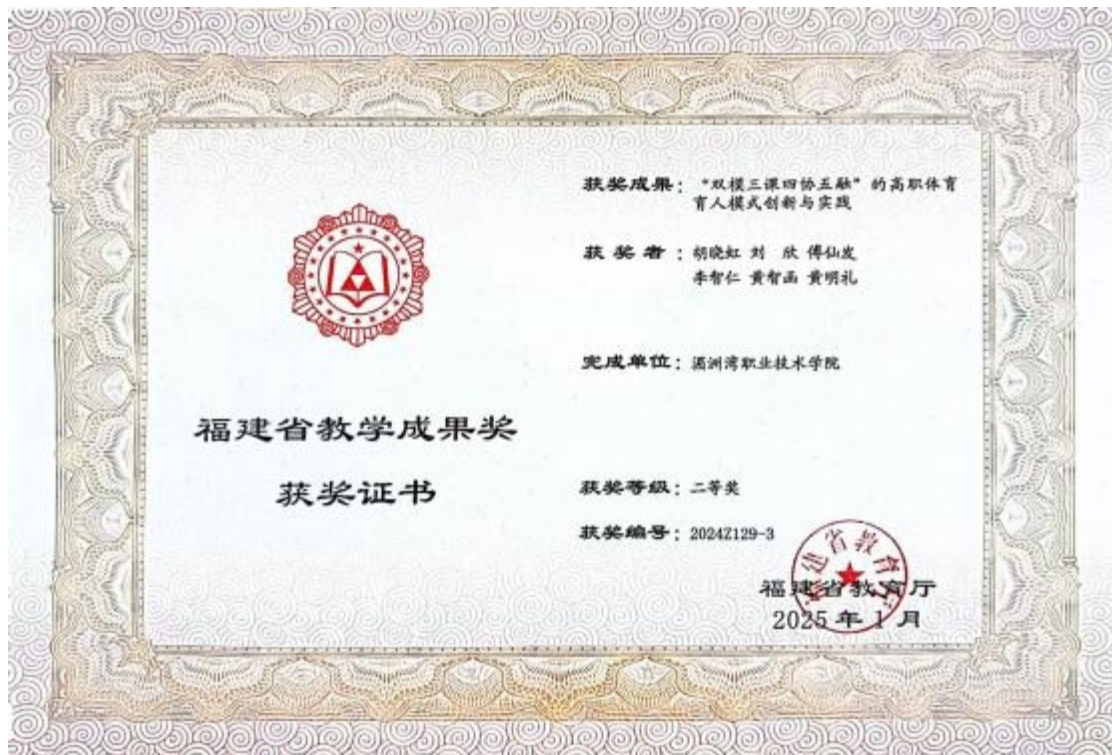 福建省教学成果奖
获奖证书
获奖成果：“双模三课四协五融”的高职体育
育人模式创新与实践
获奖者：胡晓虹 刘 欣 傅仙发
李智仁 黄智函 黄明礼
完成单位：湄洲湾职业技术学院
获奖等级：二等奖
获奖编号：2024Z129-3
福建省教育厅
2025年1月